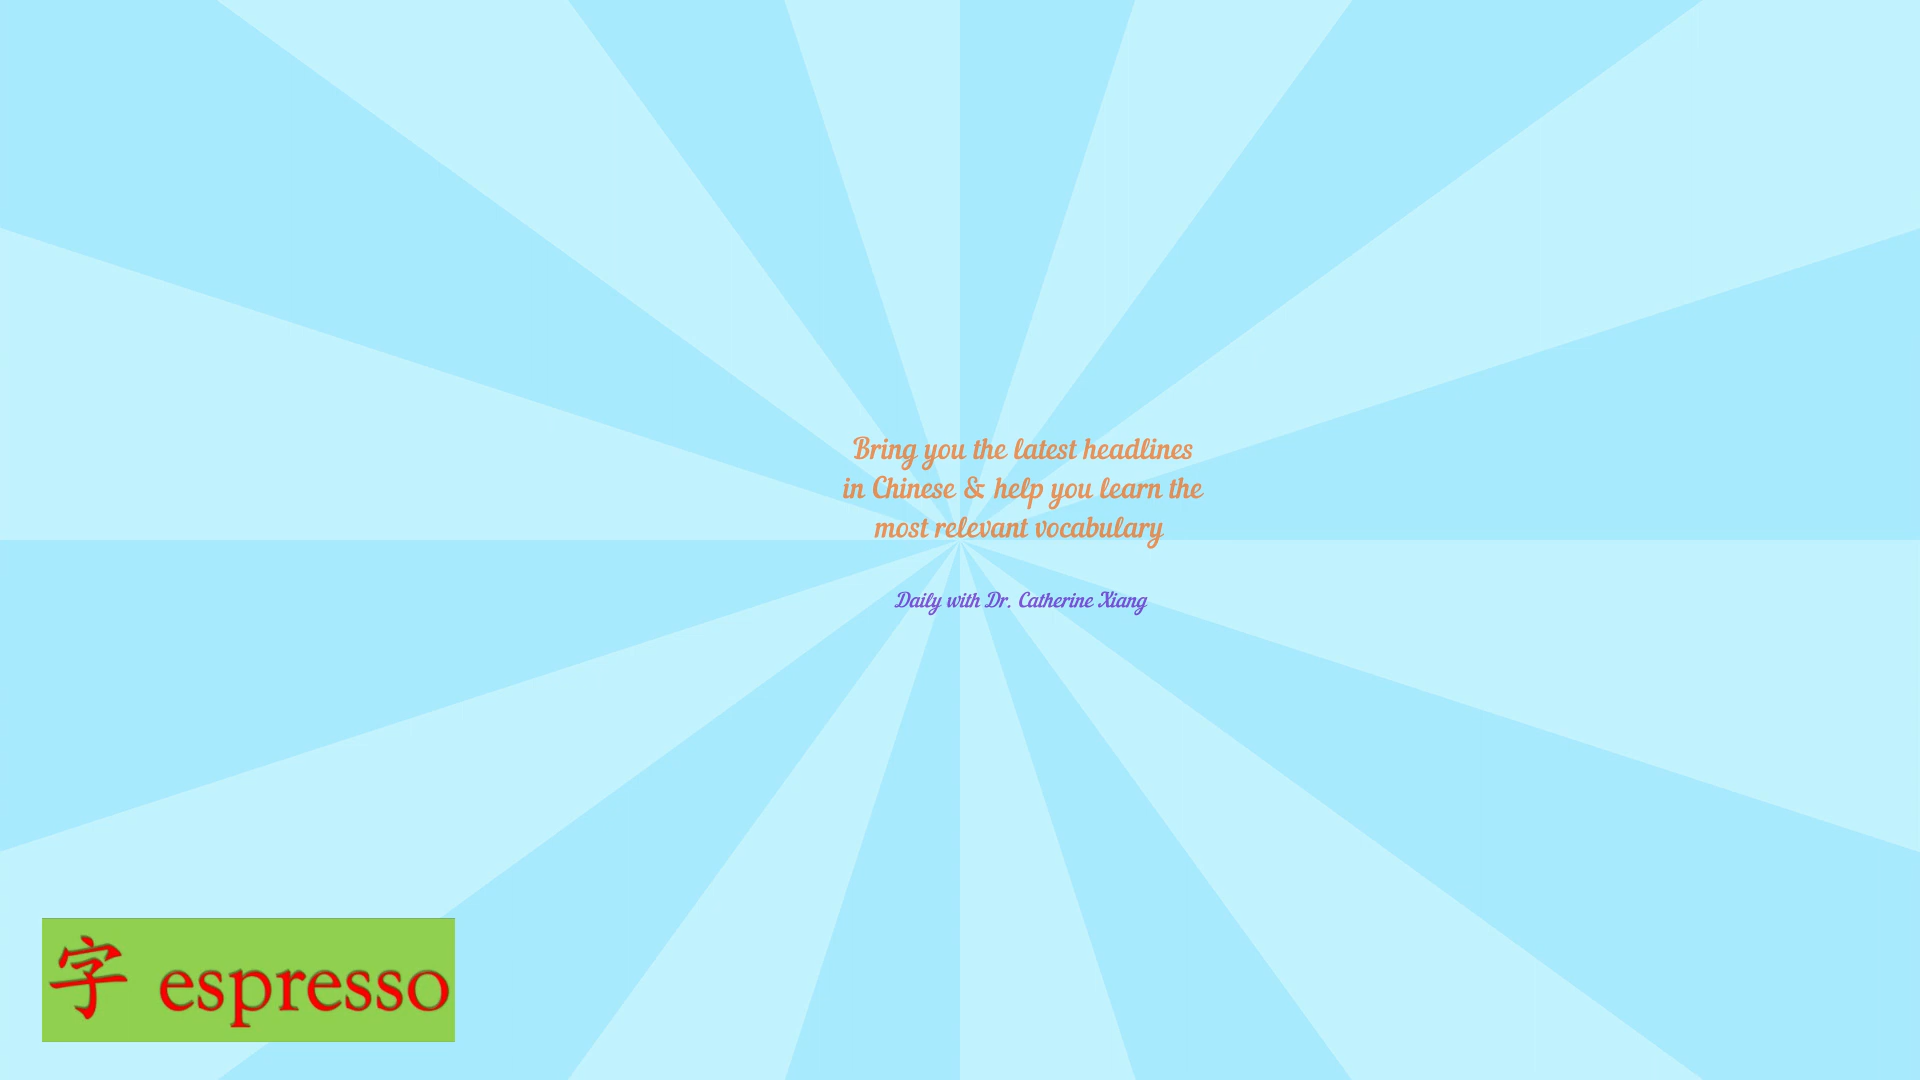 Bring you the latest headlines
in Chinese & help you learn the
most relevant vocabulary
Daily with Dr. Catherine Xiang
字 espresso